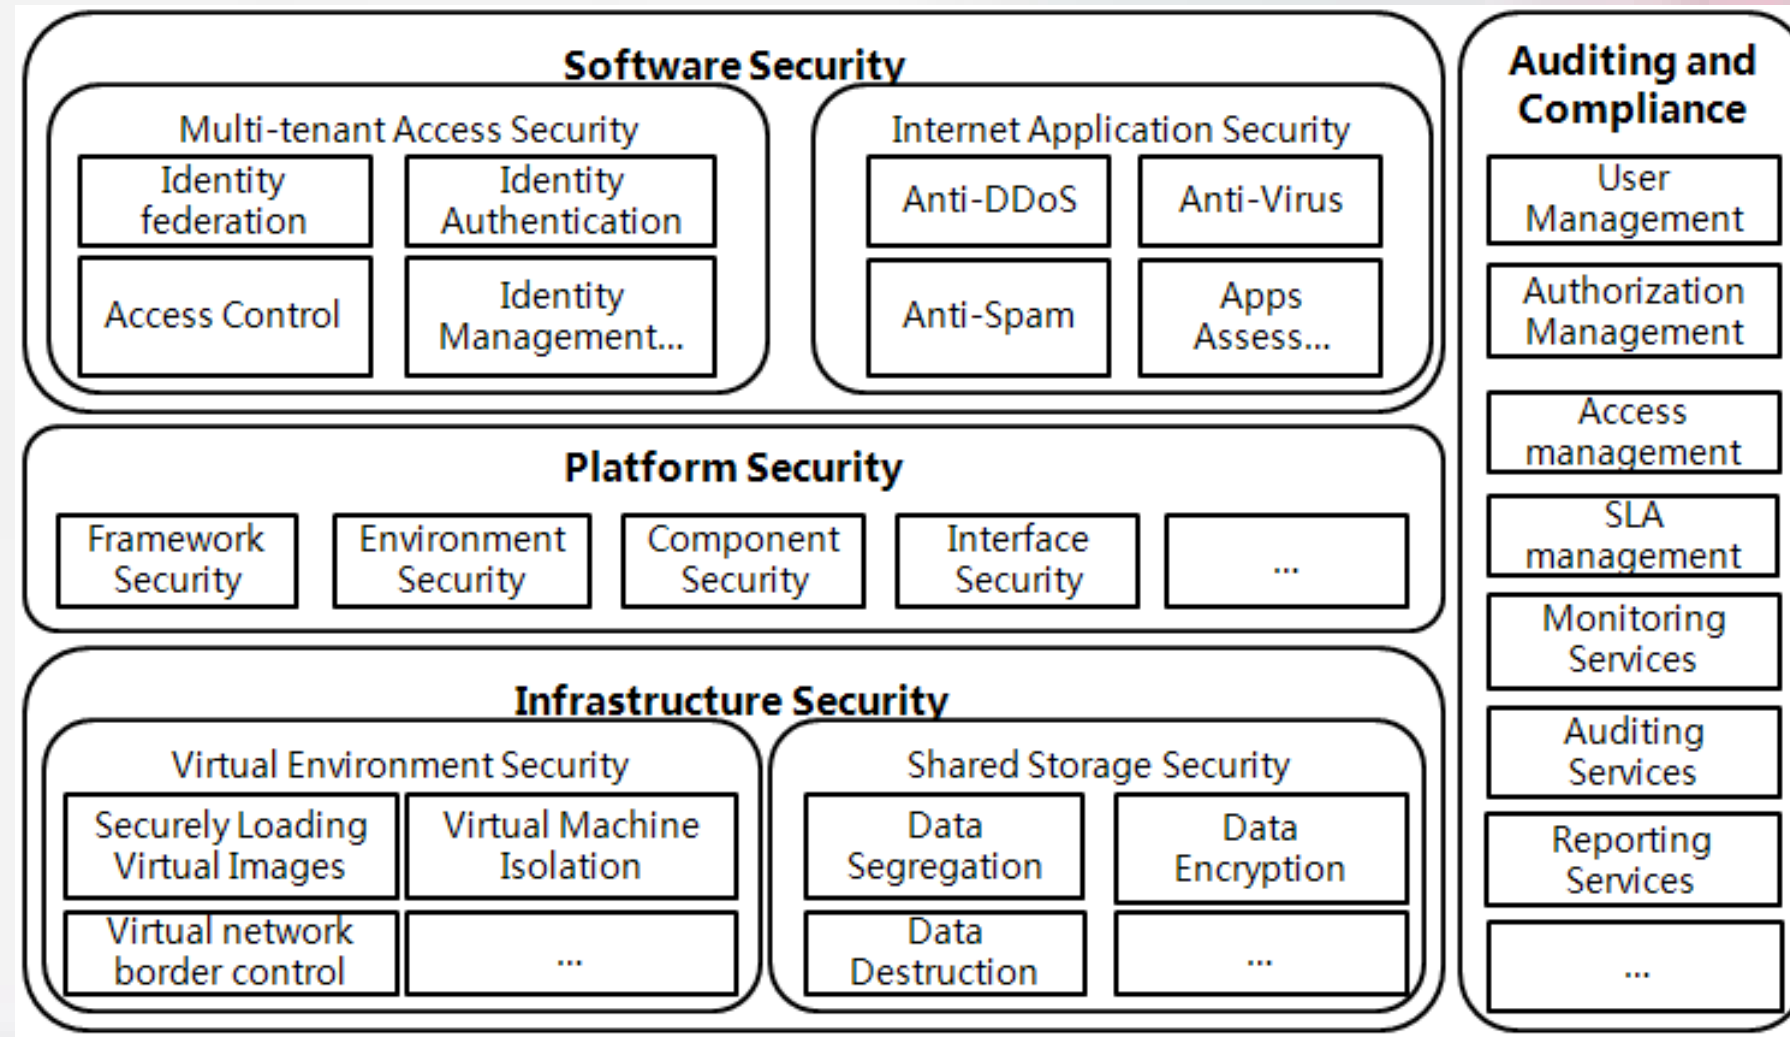 Software Security
Multi-tenant Access Security
Identity
federation
Identity
Authentication
Access Control
Identity
Management...
Internet Application Security
Anti-DDoS
Anti-Virus
Anti-Spam
Apps
Assess...
Platform Security
Framework
Security
Environment
Security
Component
Security
Interface
Security
...
Infrastructure Security
Virtual Environment Security
Securely Loading
Virtual Images
Virtual Machine
Isolation
Virtual network
border control
...
Shared Storage Security
Data
Segregation
Data
Encryption
Data
Destruction
...
Auditing and
Compliance
User
Management
Authorization
Management
Access
management
SLA
management
Monitoring
Services
Auditing
Services
Reporting
Services
...